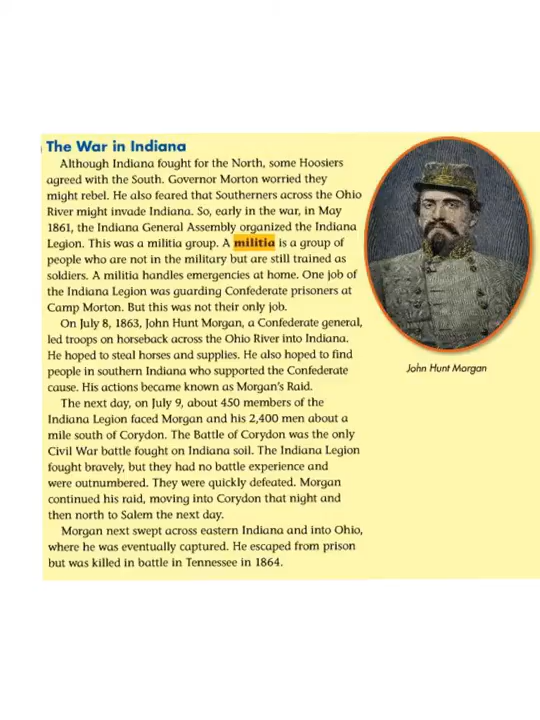 The War in Indiana
Although Indiana fought for the North, some Hoosiers
agreed with the South. Governor Morton worried they
might rebel. He also feared that Southerners across the Ohio
River might invade Indiana. So, early in the war, in May
1861, the Indiana General Assembly organized the Indiana
Legion. This was a militia group. A militia is a group of
people who are not in the military but are still trained as
soldiers. A militia handles emergencies at home. One job of
the Indiana Legion was guarding Confederate prisoners at
Camp Morton. But this was not their only job.
On July 8, 1863, John Hunt Morgan, a Confederate general,
led troops on horseback across the Ohio River into Indiana.
He hoped to steal horses and supplies. He also hoped to find
people in southern Indiana who supported the Confederate
cause. His actions became known as Morgan's Raid.
The next day, on July 9, about 450 members of the
Indiana Legion faced Morgan and his 2,400 men about a
mile south of Corydon. The Battle of Corydon was the only
Civil War battle fought on Indiana soil. The Indiana Legion
fought bravely, but they had no battle experience and
were outnumbered. They were quickly defeated. Morgan
continued his raid, moving into Corydon that night and
then north to Salem the next day.
Morgan next swept across eastern Indiana and into Ohio,
where he was eventually captured. He escaped from prison
but was killed in battle in Tennessee in 1864.
John Hunt Morgan